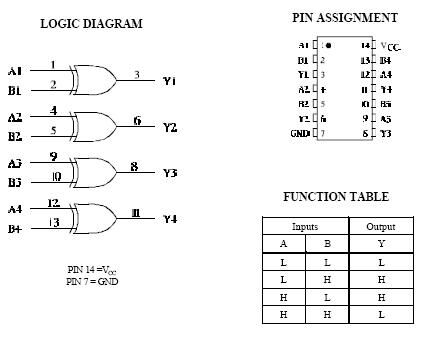 LOGIC DIAGRAM
A1 1
B1 2
3 Y1
A2 4
B2 5
6 Y2
A3 9
B3 10
8 Y3
A4 12
B4 13
11 Y4
PIN 14 =VCC
PIN 7 = GND
PIN ASSIGNMENT
A1 1 14 VCC
B1 2 13 B4
Y1 3 12 A4
A2 4 11 Y4
B2 5 10 B3
Y2 6 9 A3
GND 7 8 Y3
FUNCTION TABLE
Inputs Output
A B Y
L L L
L H H
H L H
H H L